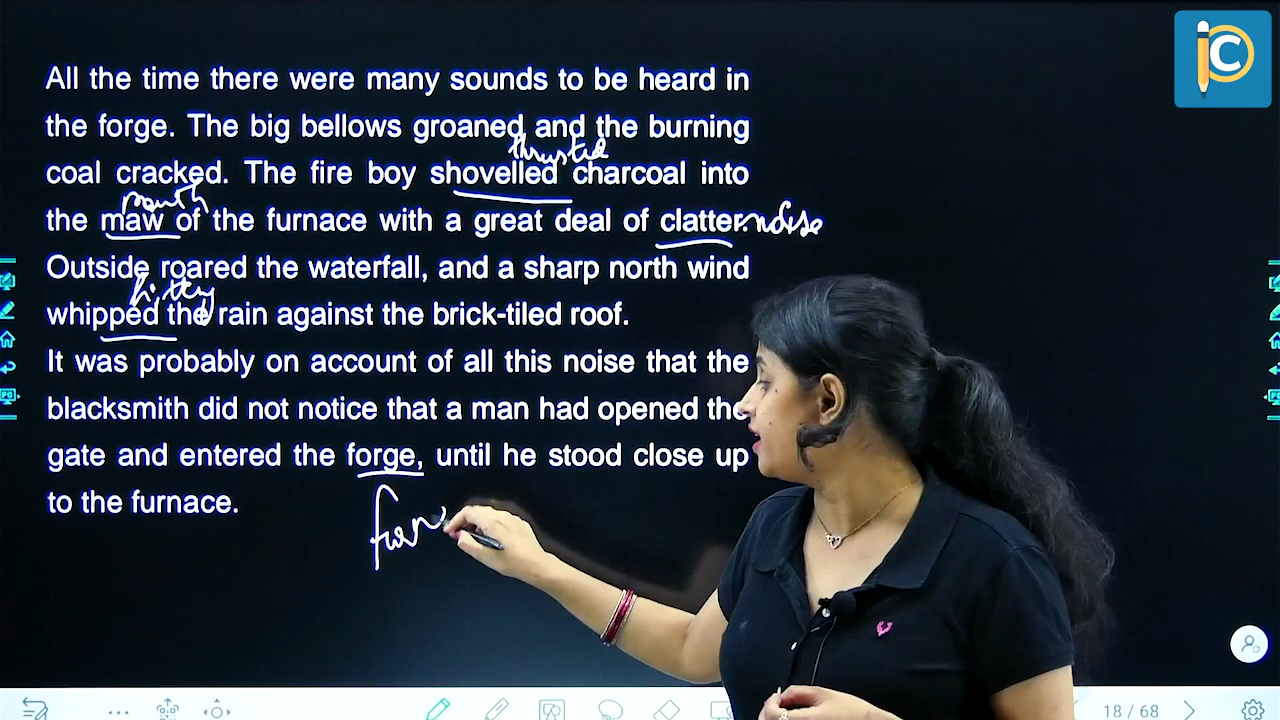 All the time there were many sounds to be heard in
the forge. The big bellows groaned and the burning
thrusted
coal cracked. The fire boy shovelled charcoal into
mouth
the maw of the furnace with a great deal of clatter. noise
Outside roared the waterfall, and a sharp north wind
hitting
whipped the rain against the brick-tiled roof.
It was probably on account of all this noise that the
blacksmith did not notice that a man had opened the
gate and entered the forge, until he stood close up
to the furnace.
furn
18 / 68